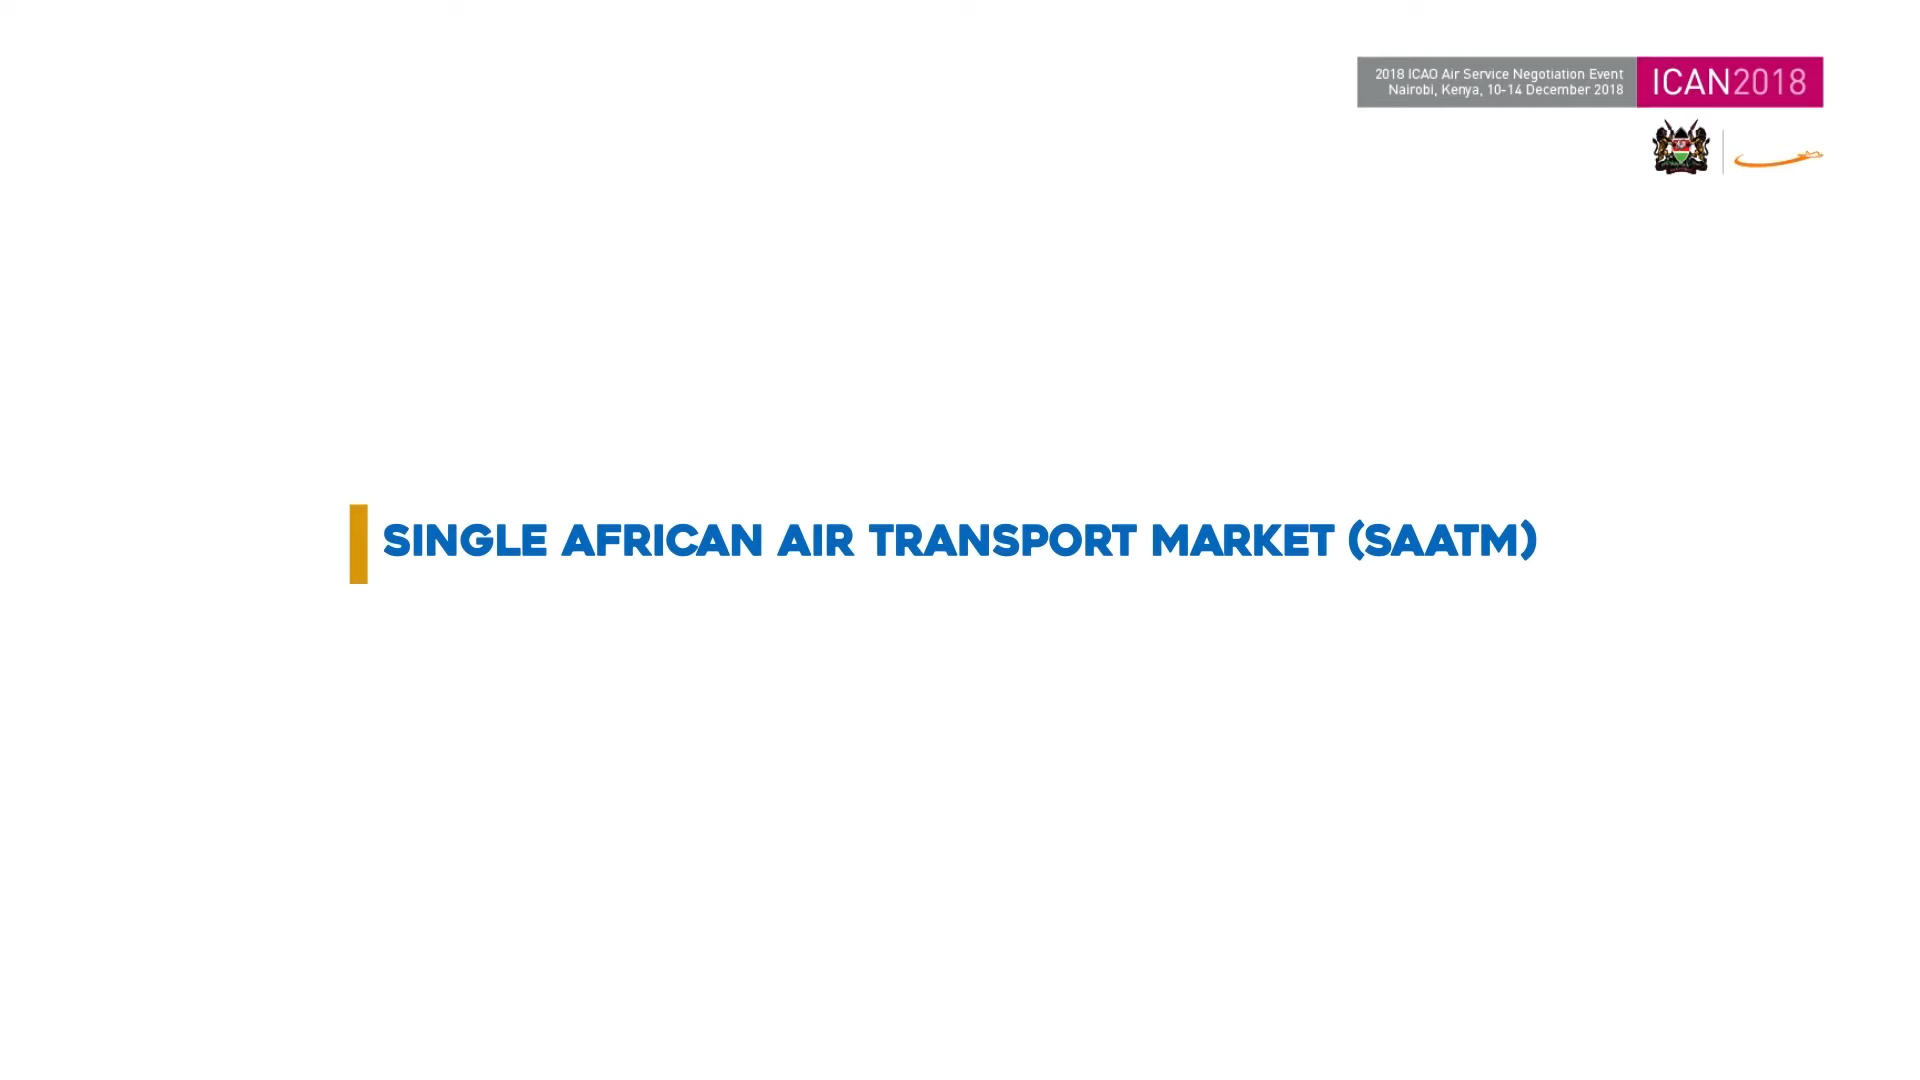 2018 ICAO Air Service Negotiation Event
Nairobi, Kenya, 10-14 December 2018
ICAN2018
SINGLE AFRICAN AIR TRANSPORT MARKET (SAATM)